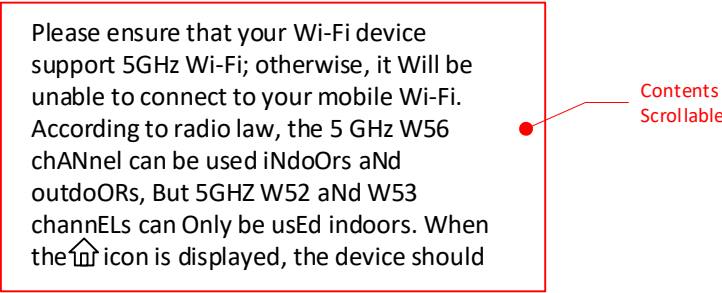 Please ensure that your Wi-Fi device
support 5GHz Wi-Fi; otherwise, it Will be
unable to connect to your mobile Wi-Fi.
According to radio law, the 5 GHz W56
chANnel can be used iNdoOrs aNd
outdoORs, But 5GHZ W52 aNd W53
channELs can Only be usEd indoors. When
the icon is displayed, the device should
Contents
Scrollable